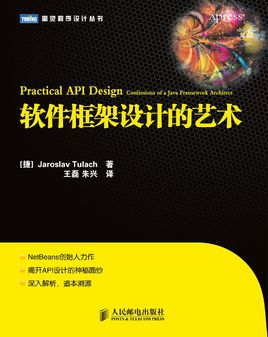 TURING 图灵程序设计丛书
Apress®
Practical API Design Confessions of a Java Framework Architect
软件框架设计的艺术
[捷] Jaroslav Tulach 著
王磊 朱兴 译
NetBeans创始人力作
揭开API设计的神秘面纱
深入解析，追本溯源
人民邮电出版社
POSTS & TELECOM PRESS